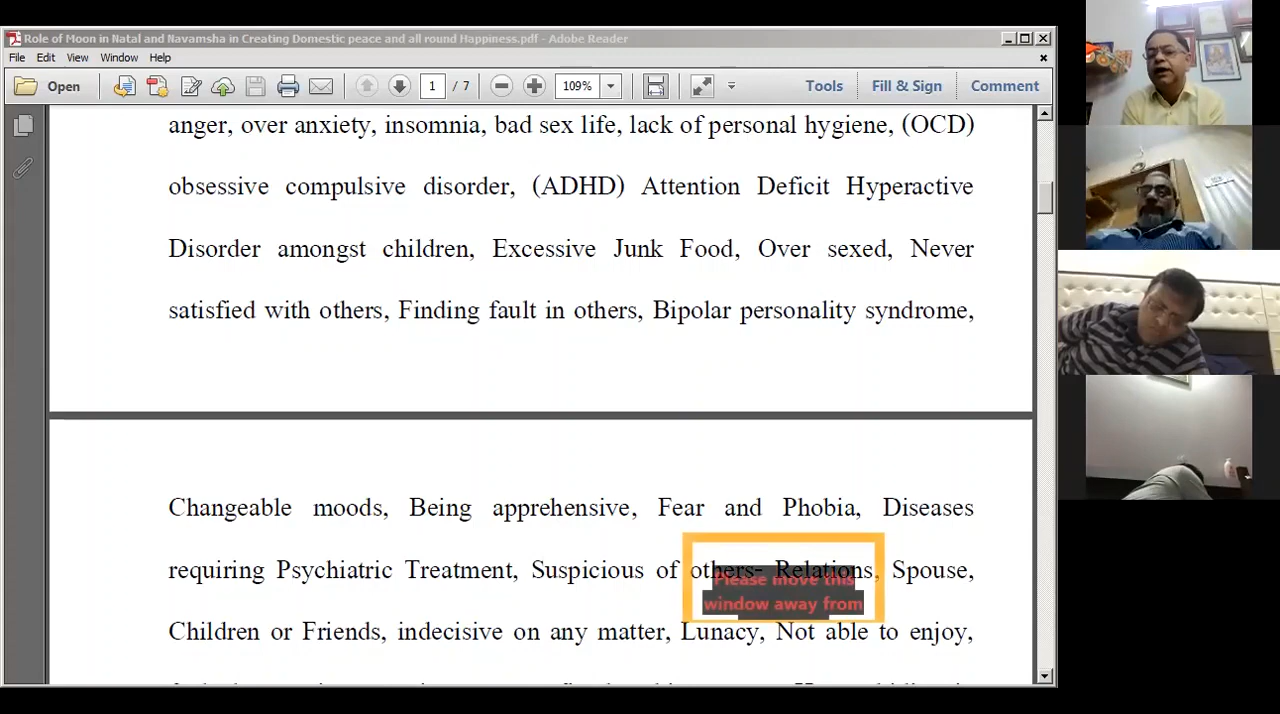 Role of Moon in Natal and Navamsha in Creating Domestic peace and all round Happiness.pdf - Adobe Reader
File Edit View Window Help
Open 1 / 7 109% Tools Fill & Sign Comment
anger, over anxiety, insomnia, bad sex life, lack of personal hygiene, (OCD)
obsessive compulsive disorder, (ADHD) Attention Deficit Hyperactive
Disorder amongst children, Excessive Junk Food, Over sexed, Never
satisfied with others, Finding fault in others, Bipolar personality syndrome,
Changeable moods, Being apprehensive, Fear and Phobia, Diseases
requiring Psychiatric Treatment, Suspicious of others- Relations, Spouse,
Please move this
window away from
Children or Friends, indecisive on any matter, Lunacy, Not able to enjoy,